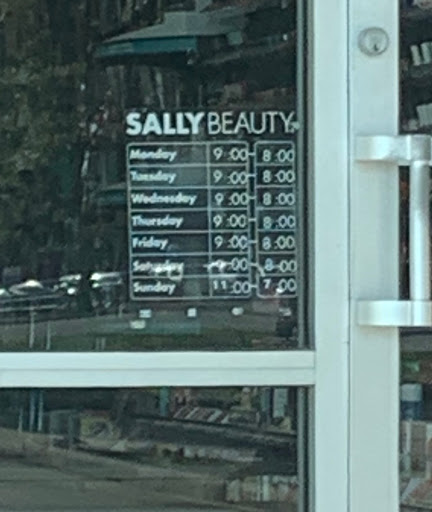 SALLY BEAUTY
Monday 9:00 - 8:00
Tuesday 9:00 - 8:00
Wednesday 9:00 - 8:00
Thursday 9:00 - 8:00
Friday 9:00 - 8:00
Saturday 9:00 - 8:00
Sunday 11:00 - 7:00